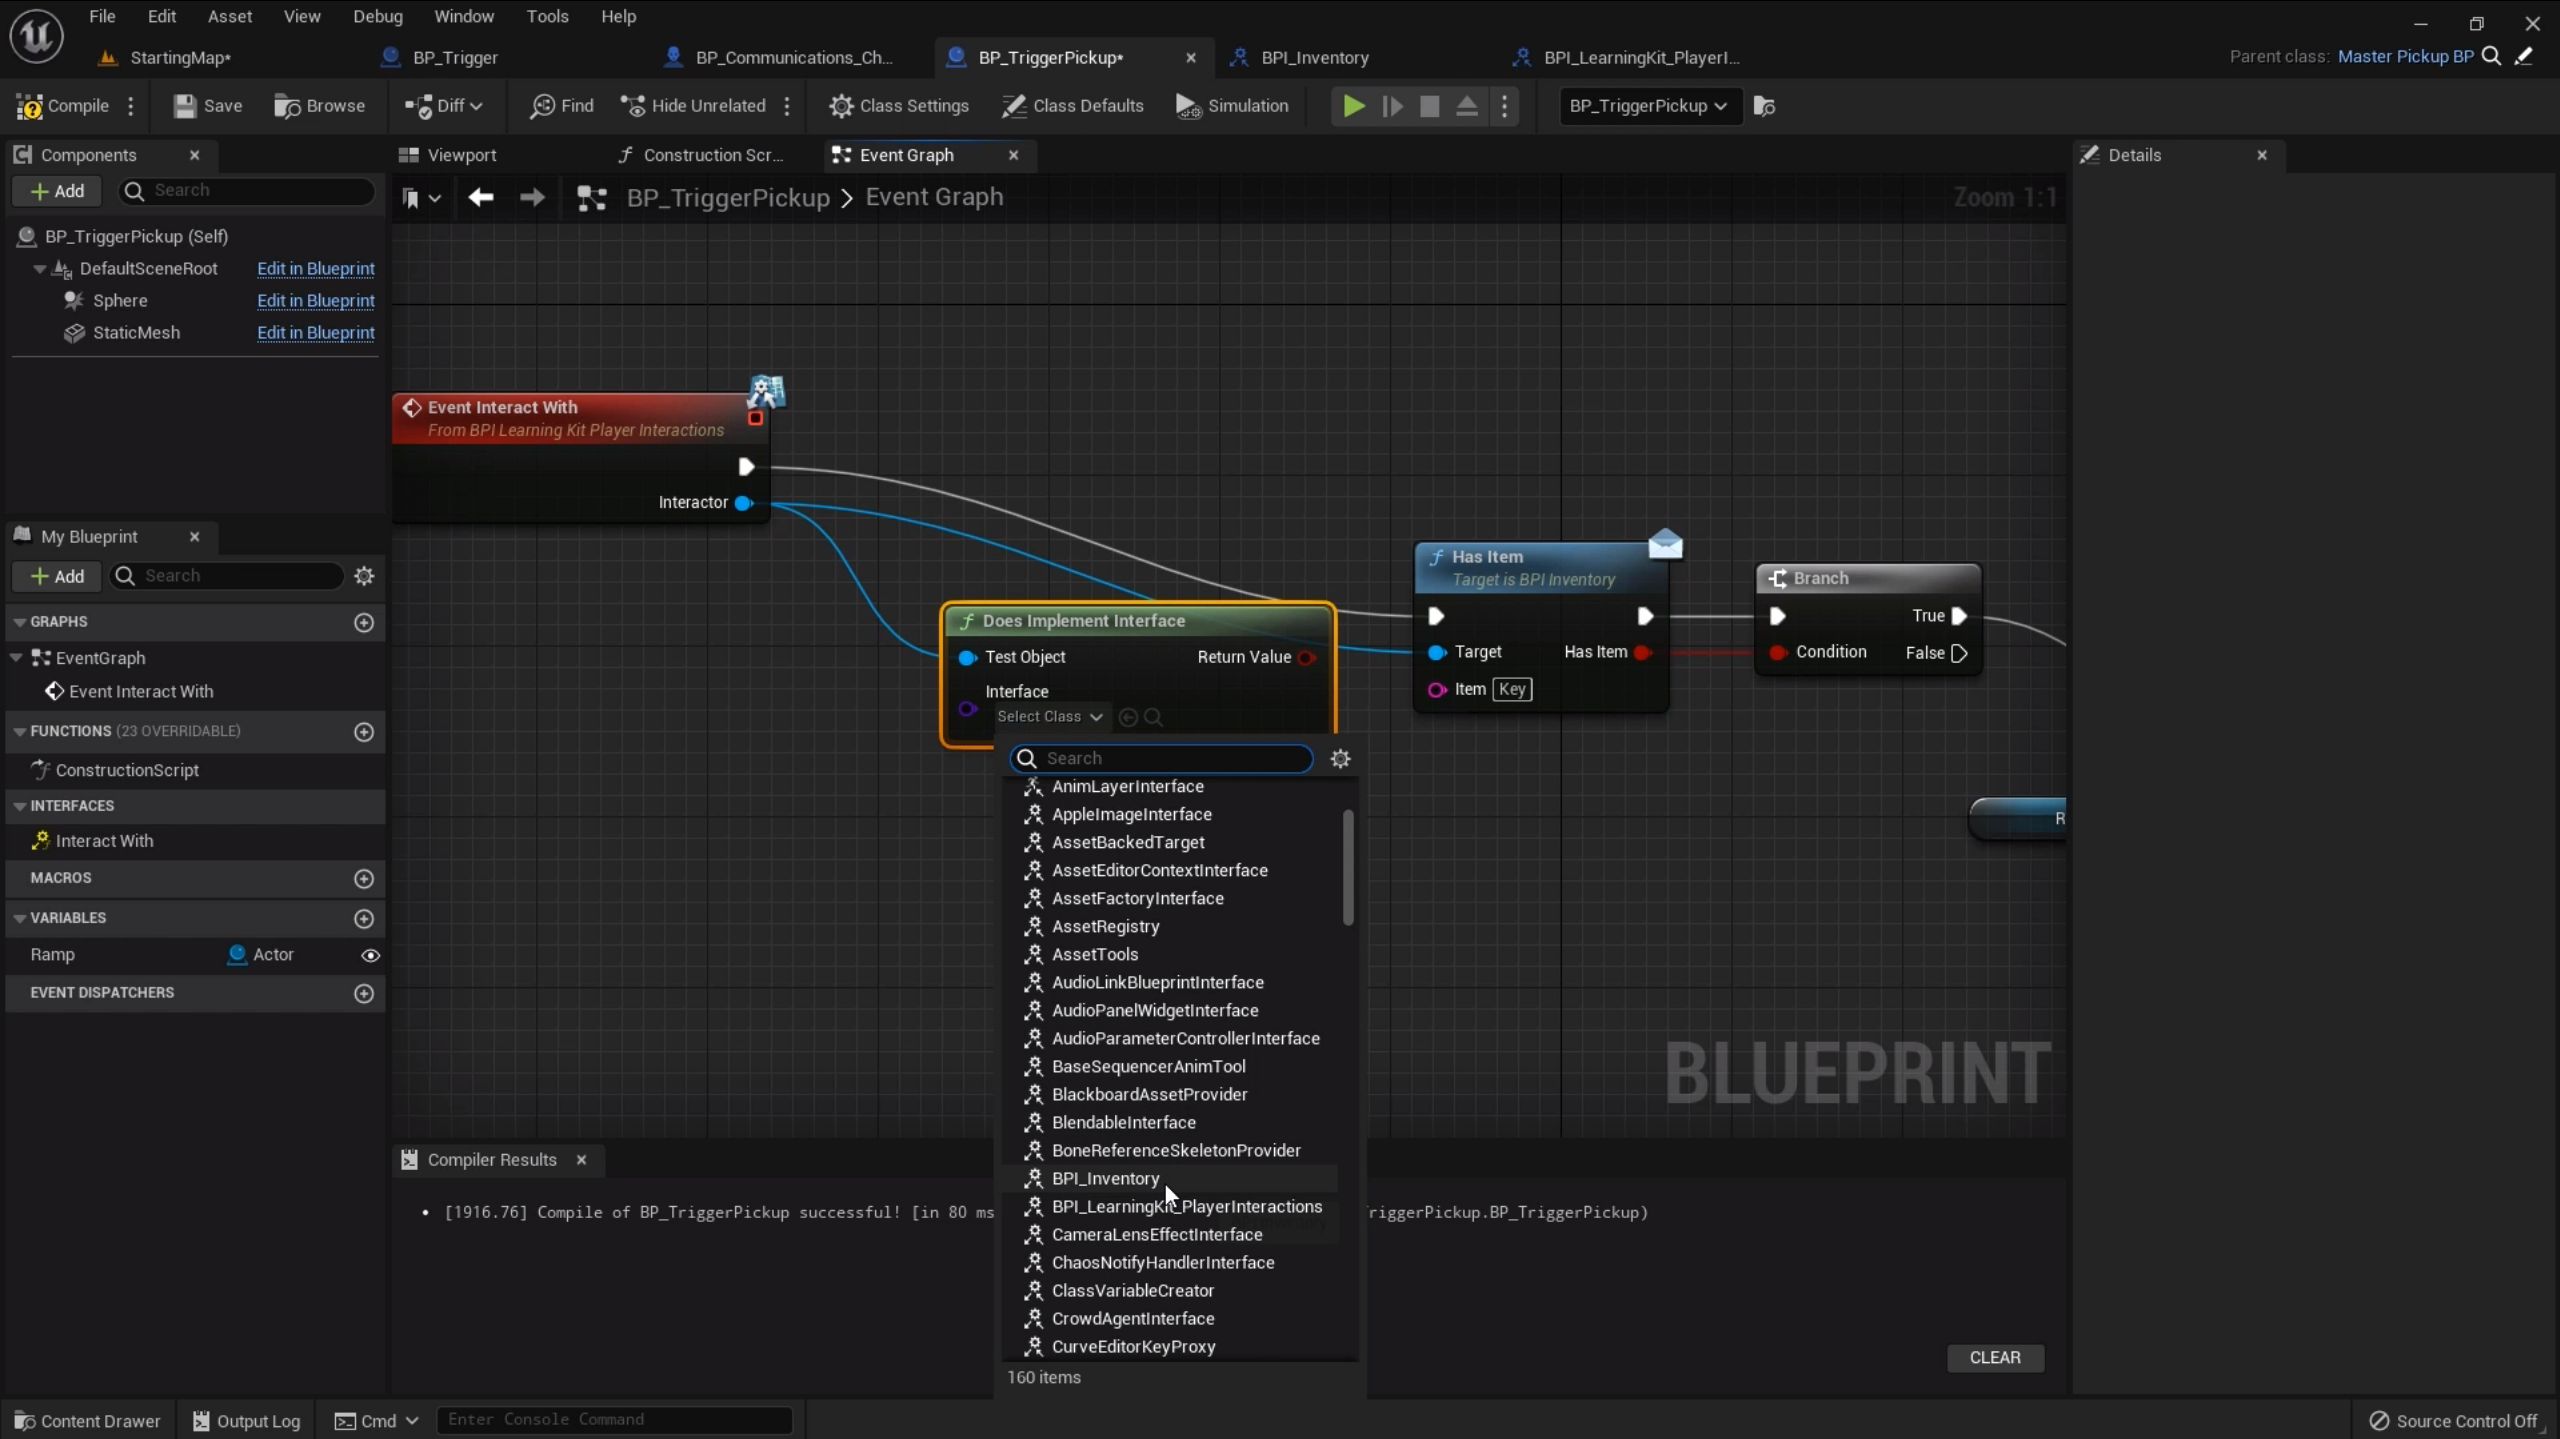 File Edit Asset View Debug Window Tools Help
StartingMap* BP_Trigger BP_Communications_Ch... BP_TriggerPickup* BPI_Inventory BPI_LearningKit_PlayerI... Parent class: Master Pickup BP
Compile Save Browse Diff Find Hide Unrelated Class Settings Class Defaults Simulation BP_TriggerPickup
Components
Add Search
BP_TriggerPickup (Self)
DefaultSceneRoot Edit in Blueprint
Sphere Edit in Blueprint
StaticMesh Edit in Blueprint
My Blueprint
Add Search
GRAPHS
EventGraph
Event Interact With
FUNCTIONS (23 OVERRIDABLE)
ConstructionScript
INTERFACES
Interact With
MACROS
VARIABLES
Ramp Actor
EVENT DISPATCHERS
Viewport Construction Scr... Event Graph
BP_TriggerPickup > Event Graph Zoom 1:1
Event Interact With
From BPI Learning Kit Player Interactions
Interactor
Does Implement Interface
Test Object Return Value
Interface
Select Class
Has Item
Target is BPI Inventory
Target Has Item
Item Key
Branch
True
Condition False
R
Search
AnimLayerInterface
AppleImageInterface
AssetBackedTarget
AssetEditorContextInterface
AssetFactoryInterface
AssetRegistry
AssetTools
AudioLinkBlueprintInterface
AudioPanelWidgetInterface
AudioParameterControllerInterface
BaseSequencerAnimTool
BlackboardAssetProvider
BlendableInterface
BoneReferenceSkeletonProvider
BPI_Inventory
BPI_LearningKit_PlayerInteractions
CameraLensEffectInterface
ChaosNotifyHandlerInterface
ClassVariableCreator
CrowdAgentInterface
CurveEditorKeyProxy
160 items
BLUEPRINT
Compiler Results
[1916.76] Compile of BP_TriggerPickup successful! [in 80 ms riggerPickup.BP_TriggerPickup)
CLEAR
Details
Content Drawer Output Log Cmd Enter Console Command Source Control Off